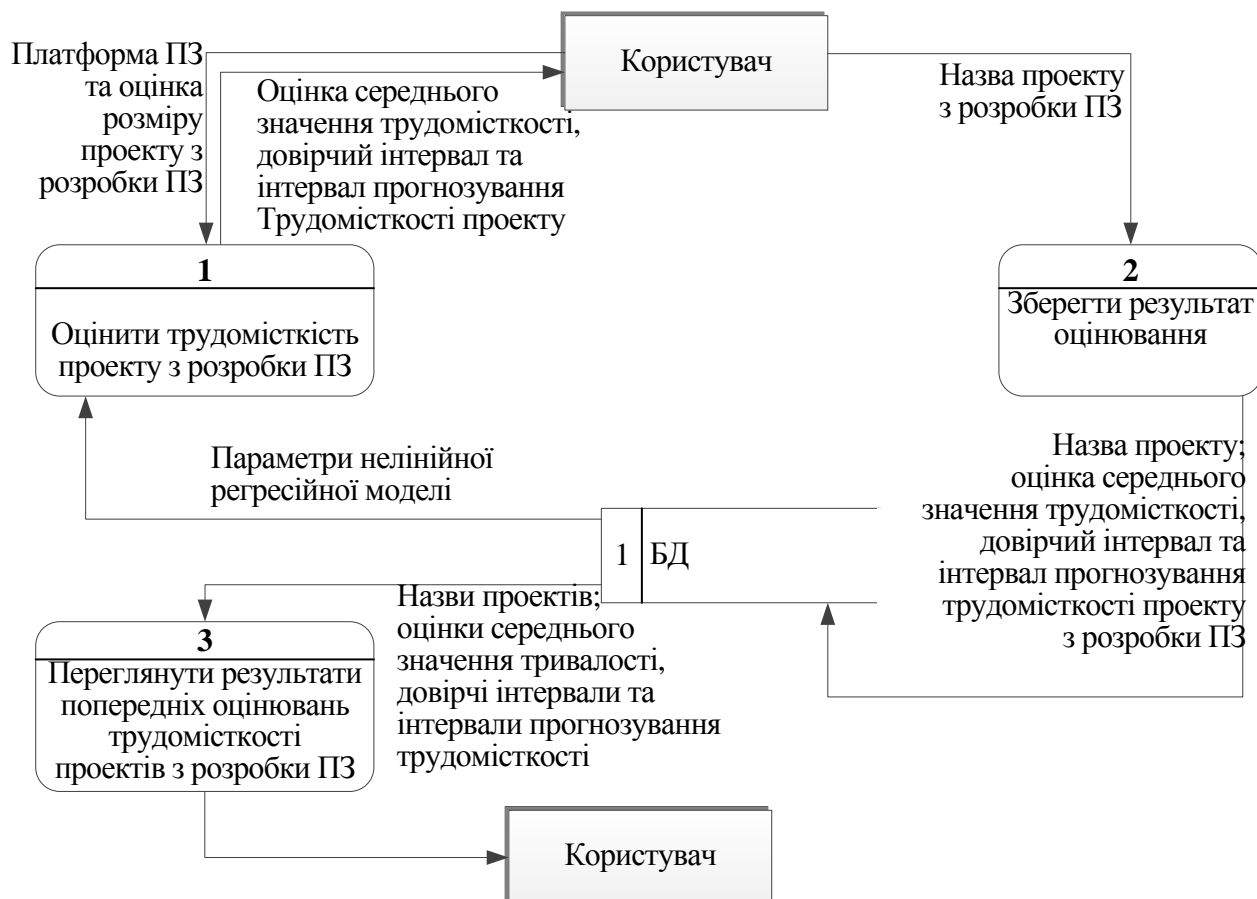 Користувач
Платформа ПЗ
та оцінка
розміру
проекту з
розробки ПЗ
Оцінка середнього
значення трудомісткості,
довірчий інтервал та
інтервал прогнозування
Трудомісткості проекту
Назва проекту
з розробки ПЗ
1
Оцінити трудомісткість
проекту з розробки ПЗ
2
Зберегти результат
оцінювання
Параметри нелінійної
регресійної моделі
Назва проекту;
оцінка середнього
значення трудомісткості,
довірчий інтервал та
інтервал прогнозування
трудомісткості проекту
з розробки ПЗ
1 БД
Назви проектів;
оцінки середнього
значення тривалості,
довірчі інтервали та
інтервали прогнозування
трудомісткості
3
Переглянути результати
попередніх оцінювань
трудомісткості
проектів з розробки ПЗ
Користувач